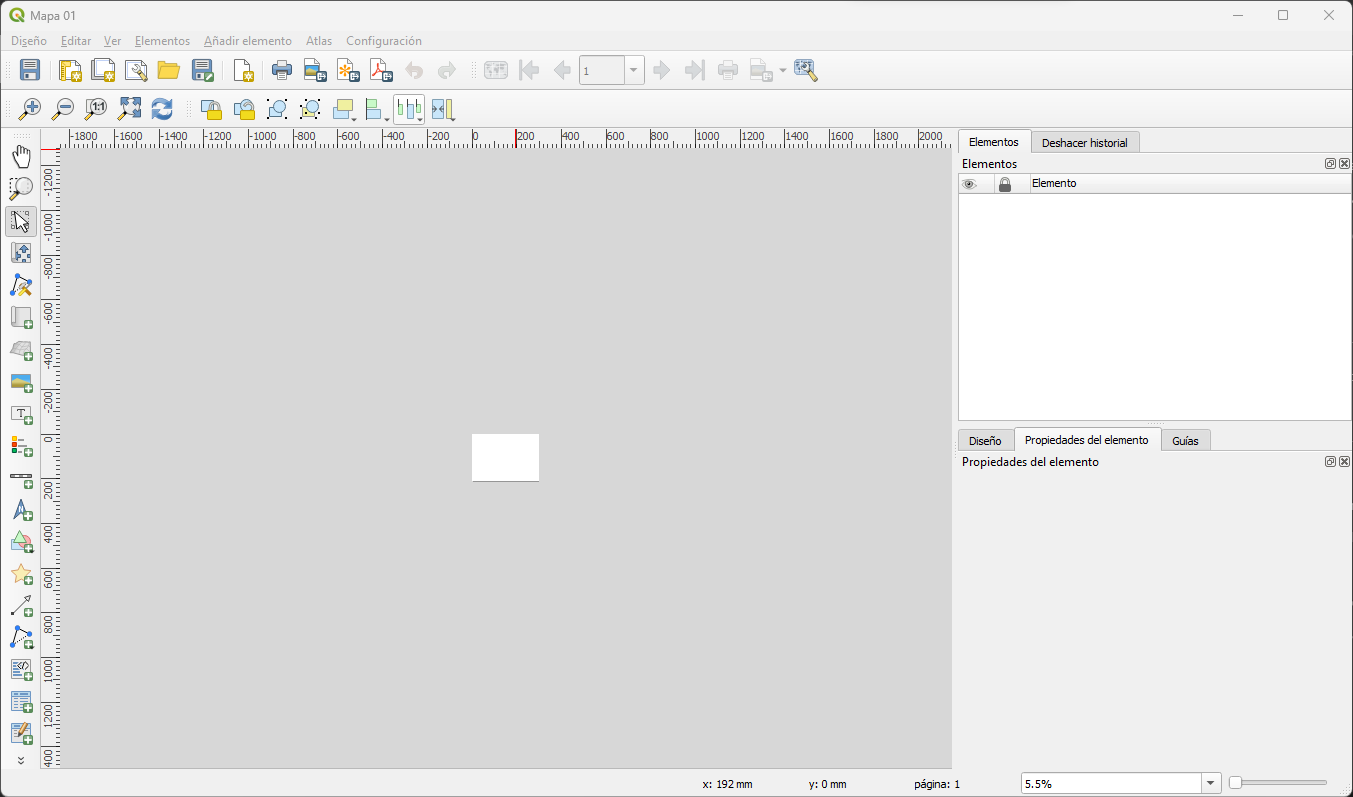 Mapa 01
Diseño Editar Ver Elementos Añadir elemento Atlas Configuración
1
1:1
-1800 -1600 -1400 -1200 -1000 -800 -600 -400 -200 0 200 400 600 800 1000 1200 1400 1600 1800 2000
Elementos Deshacer historial
Elementos
Elemento
-1200
-1000
-800
-600
-400
-200
0
200
400
600
800
1000
1200
400
T
Diseño Propiedades del elemento Guías
Propiedades del elemento
x: 192 mm y: 0 mm página: 1 5.5%